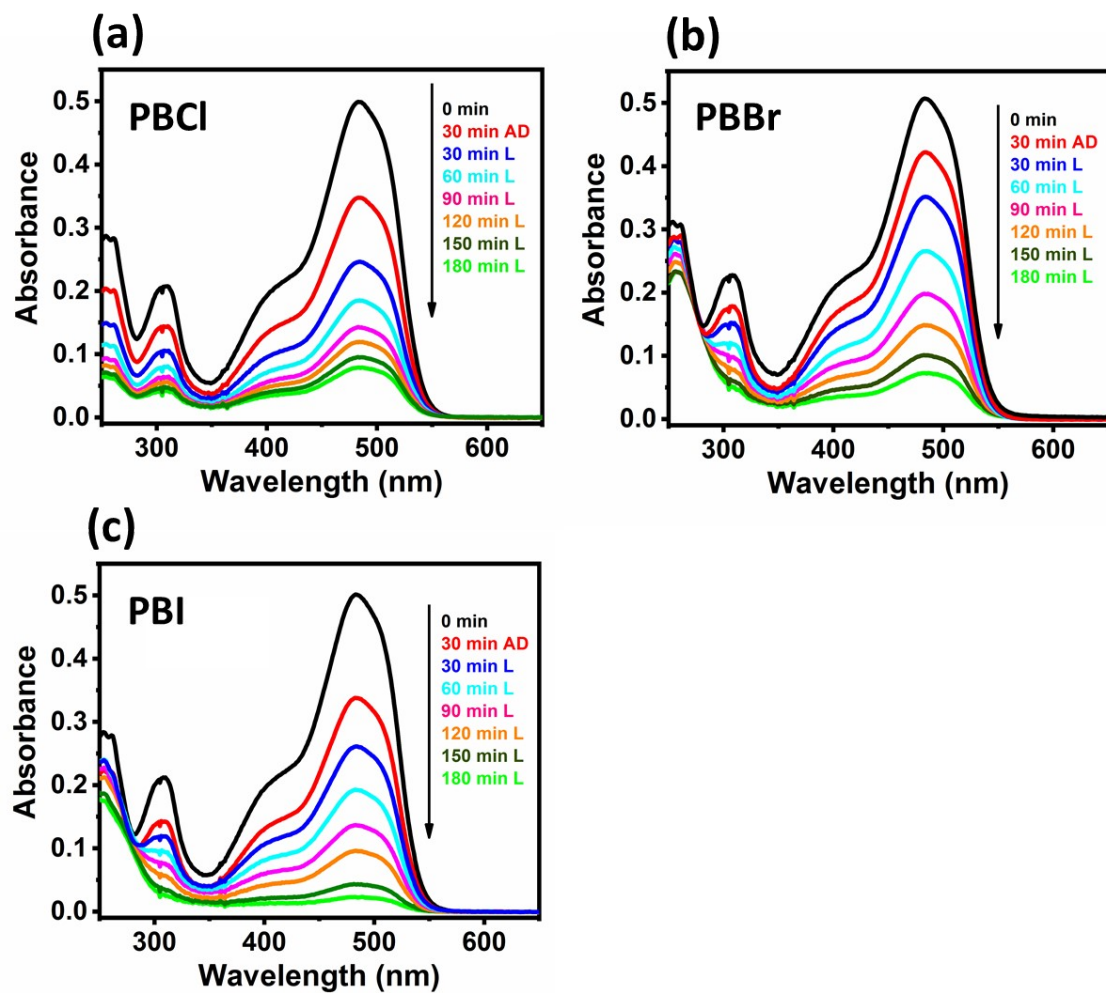 (a)
PBCl
0 min
30 min AD
30 min L
60 min L
90 min L
120 min L
150 min L
180 min L
0.5
0.4
0.3
0.2
0.1
0.0
Absorbance
300 400 500 600
Wavelength (nm)
(b)
PBBr
0 min
30 min AD
30 min L
60 min L
90 min L
120 min L
150 min L
180 min L
0.5
0.4
0.3
0.2
0.1
0.0
Absorbance
300 400 500 600
Wavelength (nm)
(c)
PBI
0 min
30 min AD
30 min L
60 min L
90 min L
120 min L
150 min L
180 min L
0.5
0.4
0.3
0.2
0.1
0.0
Absorbance
300 400 500 600
Wavelength (nm)